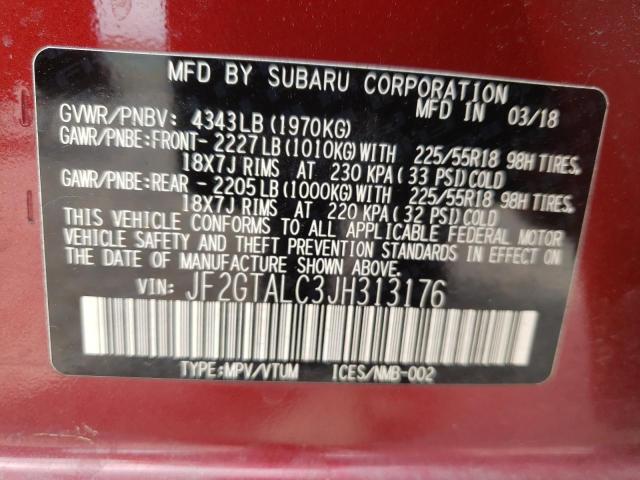 MFD BY SUBARU CORPORATION
MFD IN 03/18
GVWR/PNBV: 4343LB (1970KG)
GAWR/PNBE:FRONT-2227LB (1010KG) WITH 225/55R18 98H TIRES,
18X7J RIMS AT 230 KPA (33 PSI) COLD
GAWR/PNBE:REAR -2205LB (1000KG) WITH 225/55R18 98H TIRES,
18X7J RIMS AT 220 KPA (32 PSI) COLD
THIS VEHICLE CONFORMS TO ALL APPLICABLE FEDERAL MOTOR
VEHICLE SAFETY AND THEFT PREVENTION STANDARDS IN EFFECT ON
THE DATE OF MANUFACTURE SHOWN ABOVE.
VIN: JF2GTALC3JH313176
TYPE:MPV/VTUM ICES/NMB-002